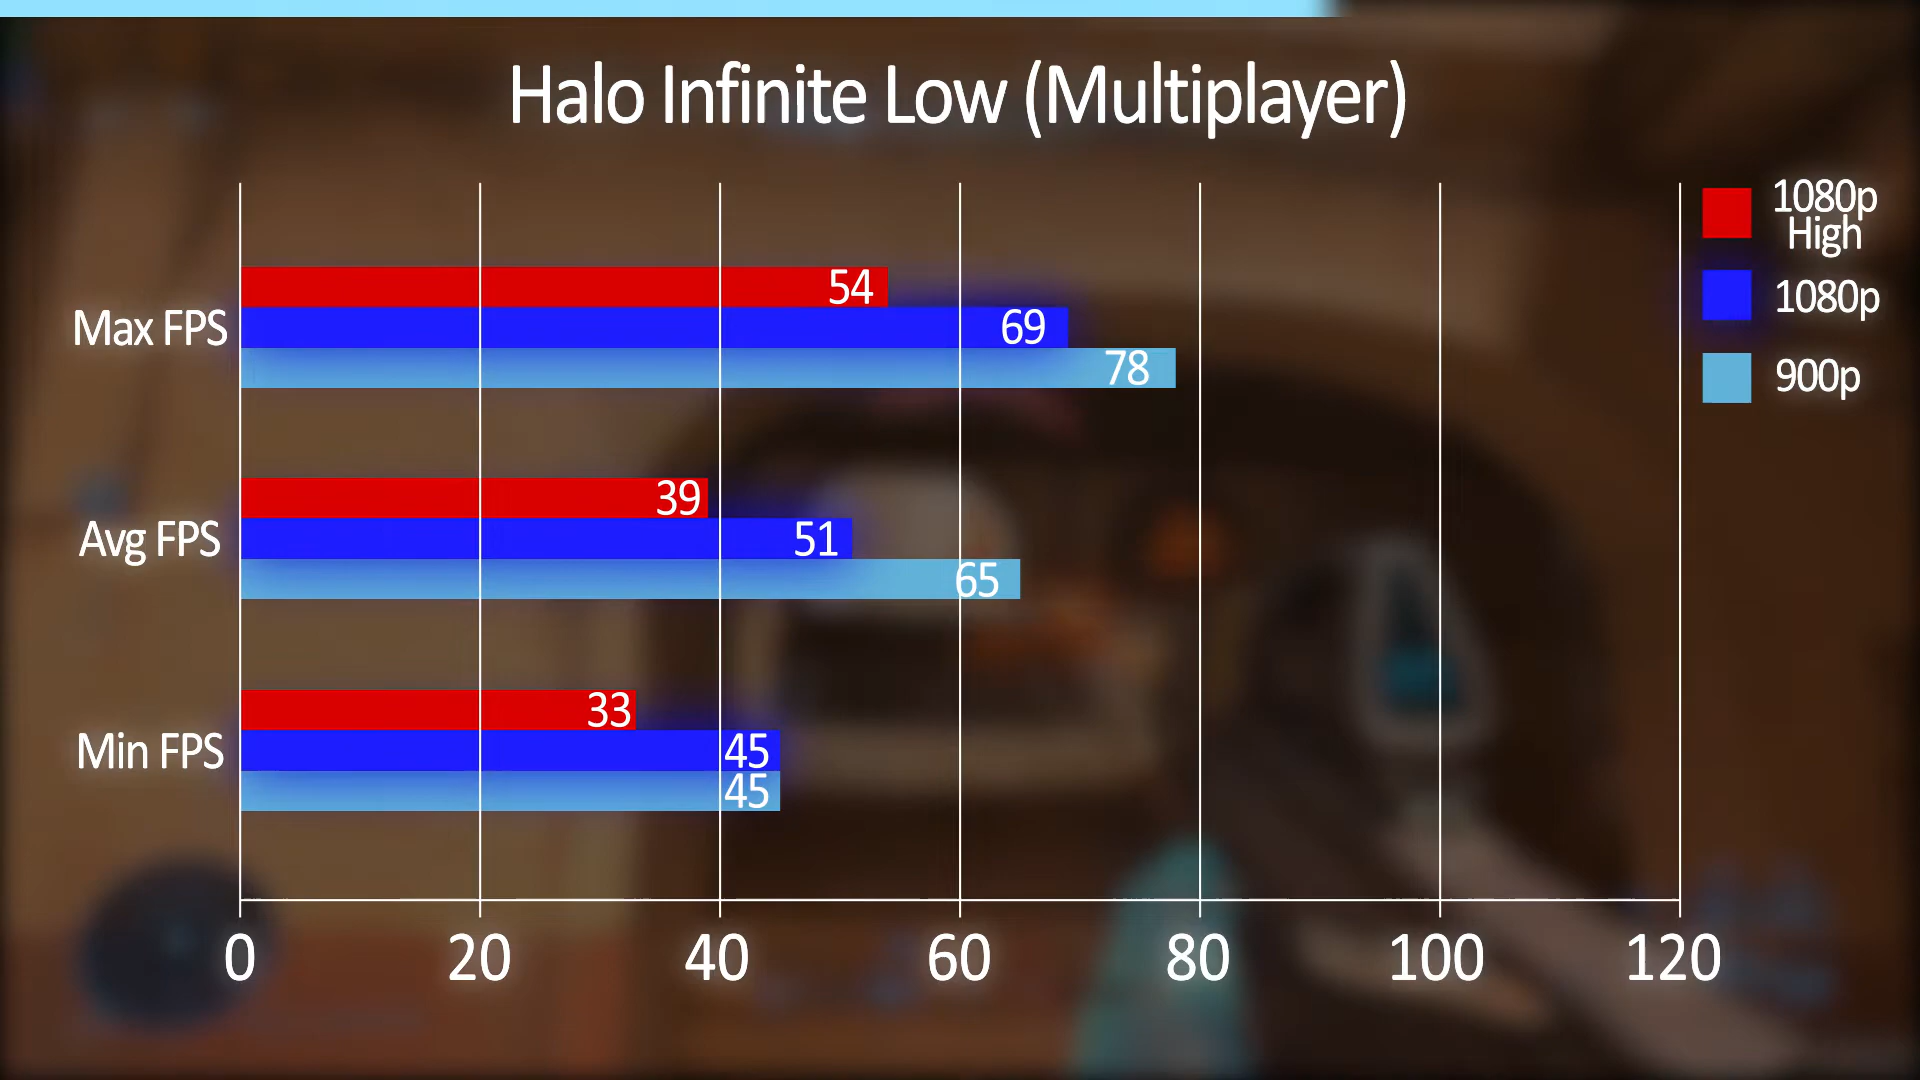 Halo Infinite Low (Multiplayer)
1080p
High
1080p
900p
Max FPS
54
69
78
Avg FPS
39
51
65
Min FPS
33
45
45
0 20 40 60 80 100 120